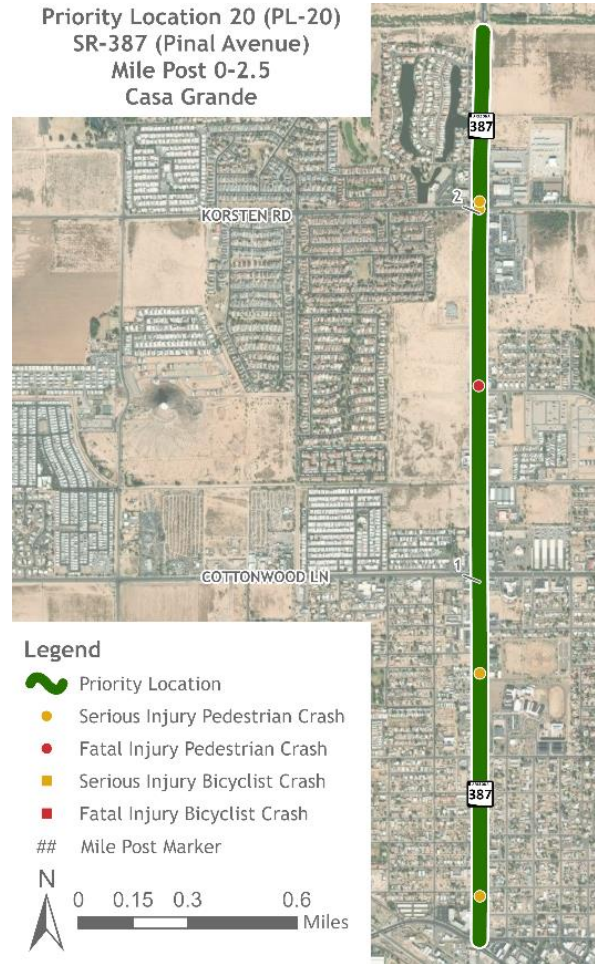 Priority Location 20 (PL-20)
SR-387 (Pinal Avenue)
Mile Post 0-2.5
Casa Grande
387
2
KORSTEN RD
1
COTTONWOOD LN
Legend
Priority Location
Serious Injury Pedestrian Crash
Fatal Injury Pedestrian Crash
Serious Injury Bicyclist Crash
Fatal Injury Bicyclist Crash
## Mile Post Marker
387
N
0 0.15 0.3 0.6
Miles